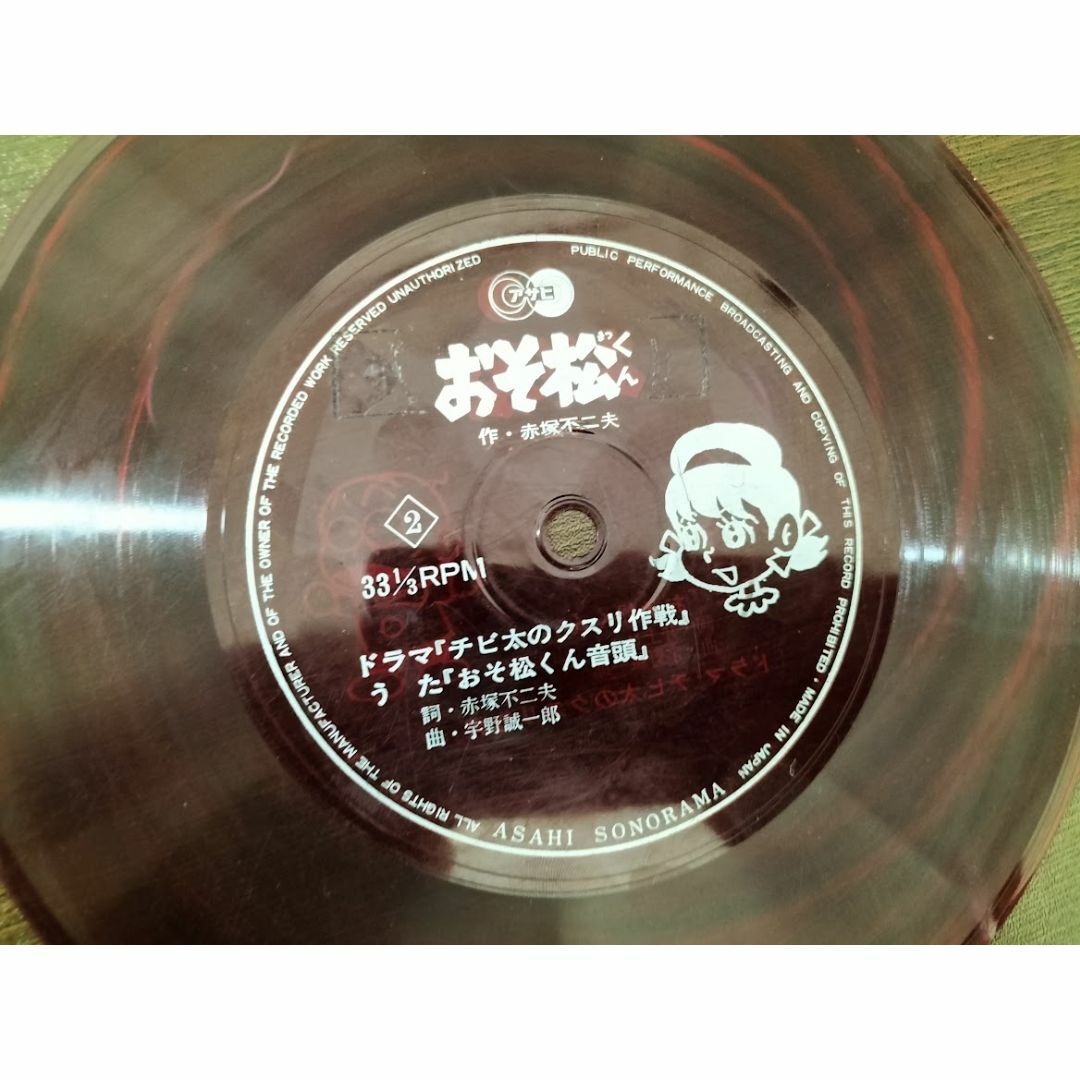 アサヒ
おそ松くん
まつ
作・赤塚不二夫
2
33⅓RPM
ドラマ『チビ太のクスリ作戦』
うた『おそ松くん音頭』
詞・赤塚不二夫
曲・宇野誠一郎
ALL RIGHTS OF THE MANUFACTURER AND OF THE OWNER OF THE RECORDED WORK RESERVED UNAUTHORIZED PUBLIC PERFORMANCE BROADCASTING AND COPYING OF THIS RECORD PROHIBITED・MADE IN JAPAN
ASAHI SONORAMA